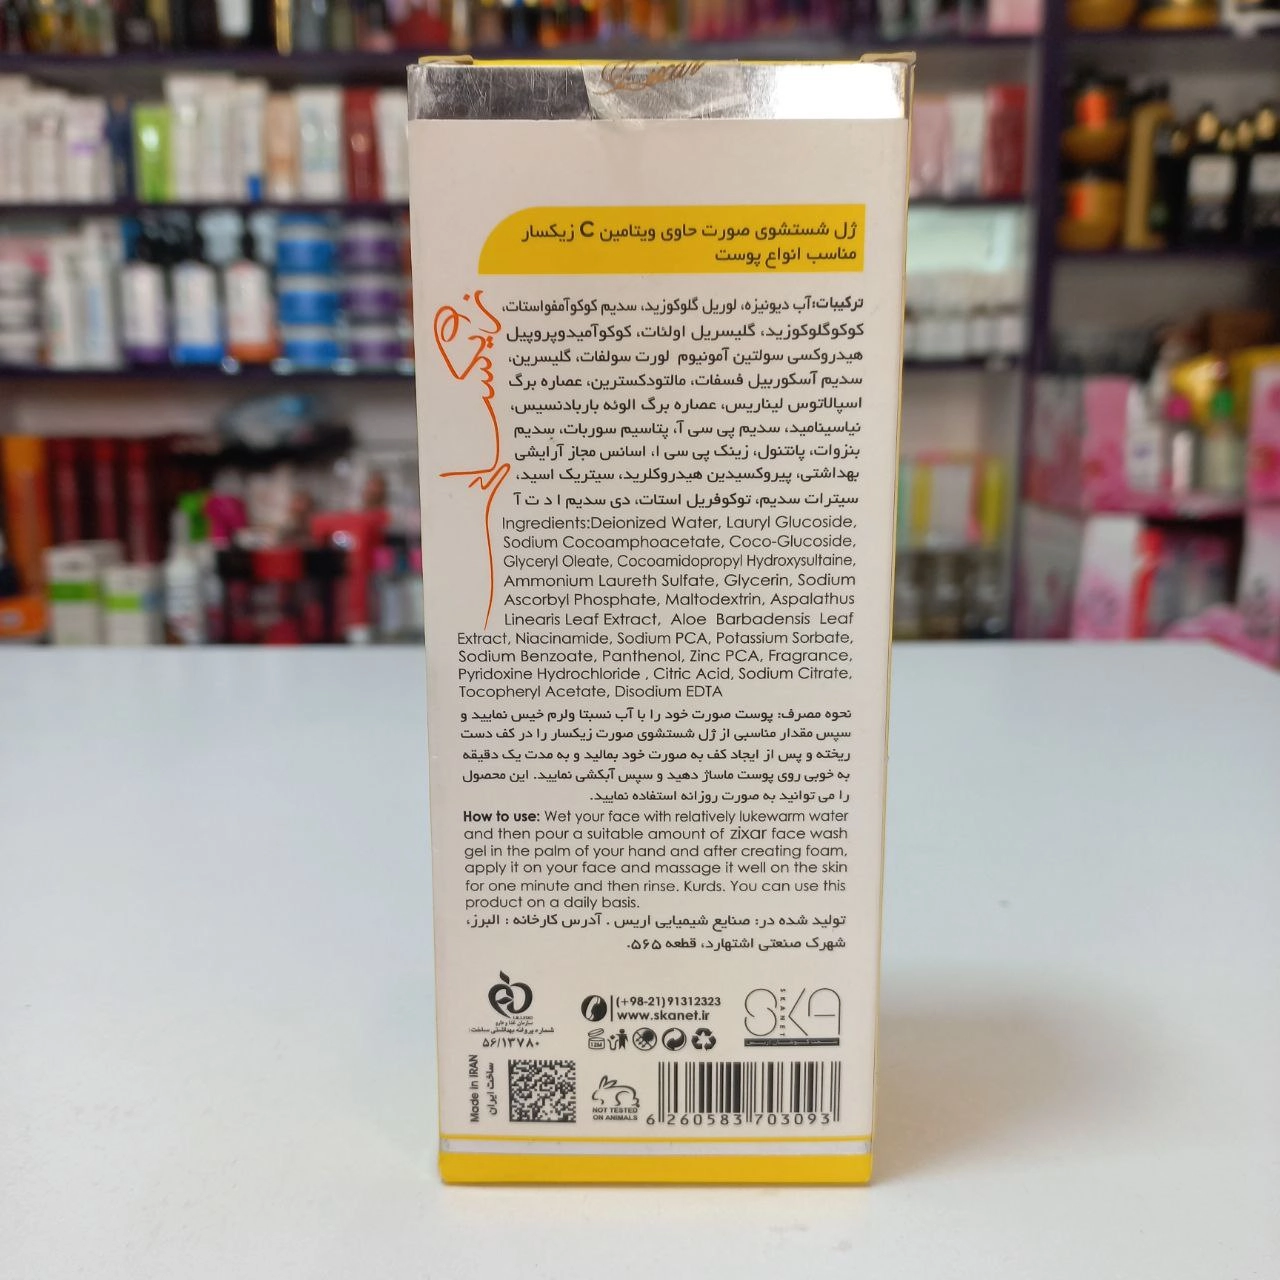 ژل شستشوی صورت حاوی ویتامین C زیکسار
مناسب انواع پوست
زیکسار
ترکیبات:آب دیونیزه، لوریل گلوکوزید، سدیم کوکوآمفواستات،
کوکوگلوکوزید، گلیسریل اولئات، کوکوآمیدوپروپیل
هیدروکسی سولتین آمونیوم لورت سولفات، گلیسرین،
سدیم آسکوربیل فسفات، مالتودکسترین، عصاره برگ
اسپالاتوس لیناریس، عصاره برگ الوئه باربادنسیس،
نیاسینامید، سدیم پی سی آ، پتاسیم سوربات، سدیم
بنزوات، پانتنول، زینک پی سی ا، اسانس مجاز آرایشی
بهداشتی، پیروکسیدین هیدروکلرید، سیتریک اسید،
سیترات سدیم، توکوفریل استات، دی سدیم ا د ت آ
Ingredients:Deionized Water, Lauryl Glucoside,
Sodium Cocoamphoacetate, Coco-Glucoside,
Glyceryl Oleate, Cocoamidopropyl Hydroxysultaine,
Ammonium Laureth Sulfate, Glycerin, Sodium
Ascorbyl Phosphate, Maltodextrin, Aspalathus
Linearis Leaf Extract, Aloe Barbadensis Leaf
Extract, Niacinamide, Sodium PCA, Potassium Sorbate,
Sodium Benzoate, Panthenol, Zinc PCA, Fragrance,
Pyridoxine Hydrochloride , Citric Acid, Sodium Citrate,
Tocopheryl Acetate, Disodium EDTA
نحوه مصرف: پوست صورت خود را با آب نسبتا ولرم خیس نمایید و
سپس مقدار مناسبی از ژل شستشوی صورت زیکسار را در کف دست
ریخته و پس از ایجاد کف به صورت خود بمالید و به مدت یک دقیقه
به خوبی روی پوست ماساژ دهید و سپس آبکشی نمایید. این محصول
را می توانید به صورت روزانه استفاده نمایید.
How to use: Wet your face with relatively lukewarm water
and then pour a suitable amount of zixar face wash
gel in the palm of your hand and after creating foam,
apply it on your face and massage it well on the skin
for one minute and then rinse. Kurds. You can use this
product on a daily basis.
تولید شده در: صنایع شیمیایی اریس . آدرس کارخانه : البرز،
شهرک صنعتی اشتهارد، قطعه ۵۶۵.
سازمان غذا و دارو
شماره پروانه بهداشتی ساخت:
۵۶/۱۳۷۸۰
(+98-21)91312323
www.skanet.ir
12M
SKA
SKANET
Made in IRAN
ساخت ایران
NOT TESTED
ON ANIMALS
6 260583 703093